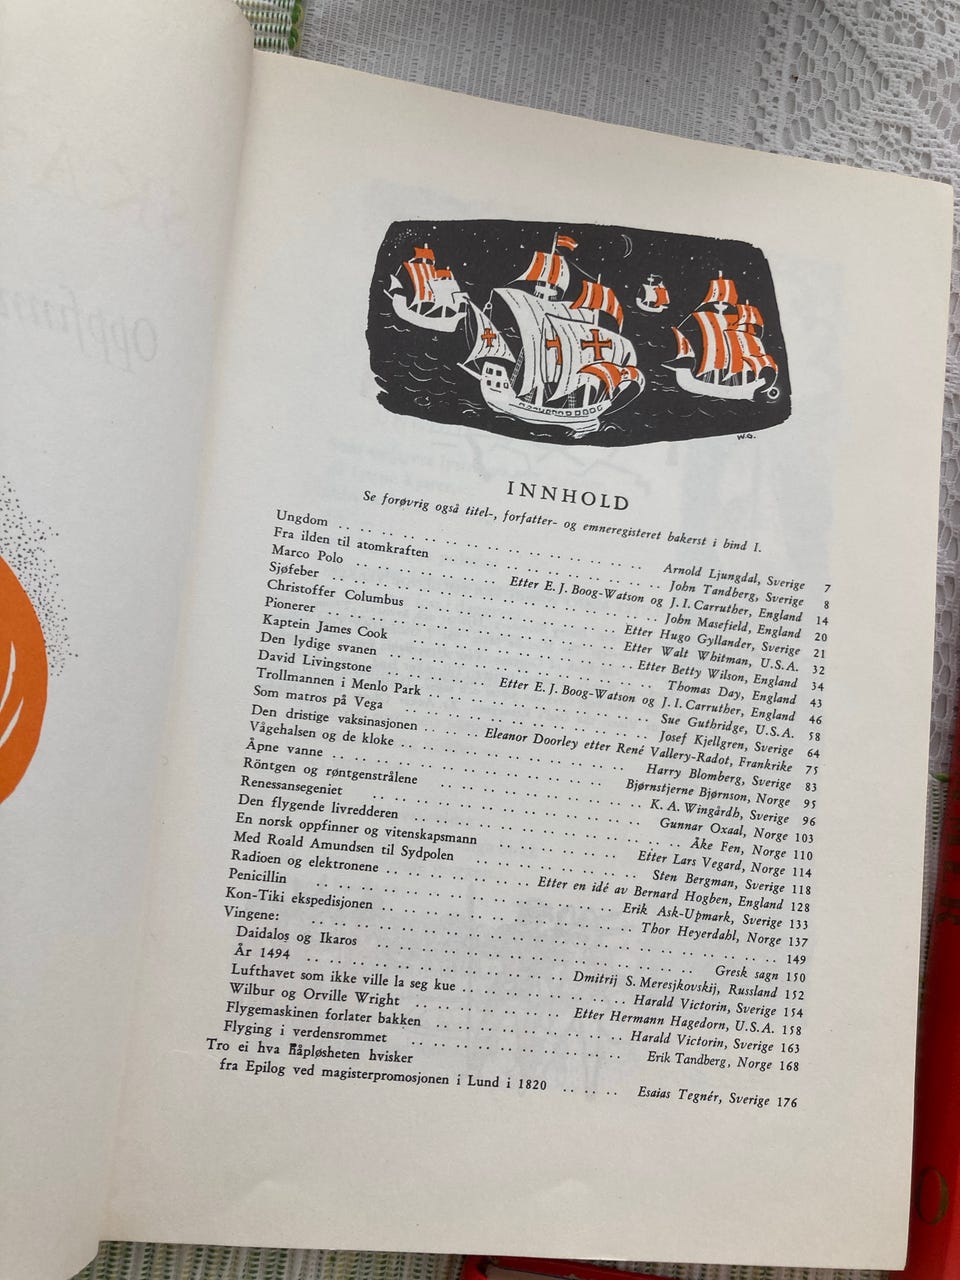 W.G.
INNHOLD
Se forøvrig også titel-, forfatter- og emneregisteret bakerst i bind I.
Ungdom .. .. .. .. .. .. .. .. .. .. .. Arnold Ljungdal, Sverige 7
Fra ilden til atomkraften .. .. .. .. .. .. .. .. John Tandberg, Sverige 8
Marco Polo .. .. .. .. .. Etter E. J. Boog-Watson og J. I. Carruther, England 14
Sjøfeber .. .. .. .. .. .. .. .. .. .. .. John Masefield, England 20
Christoffer Columbus .. .. .. .. .. .. .. Etter Hugo Gyllander, Sverige 21
Pionerer .. .. .. .. .. .. .. .. .. .. Etter Walt Whitman, U.S.A. 32
Kaptein James Cook .. .. .. .. .. .. .. .. Etter Betty Wilson, England 34
Den lydige svanen .. .. .. .. .. .. .. .. .. Thomas Day, England 43
David Livingstone .. .. .. .. Etter E. J. Boog-Watson og J. I. Carruther, England 46
Trollmannen i Menlo Park .. .. .. .. .. .. .. .. Sue Guthridge, U.S.A. 58
Som matros på Vega .. .. .. .. .. .. .. .. .. Josef Kjellgren, Sverige 64
Den dristige vaksinasjonen .. .. Eleanor Doorley etter René Vallery-Radot, Frankrike 75
Vågehalsen og de kloke .. .. .. .. .. .. .. .. Harry Blomberg, Sverige 83
Åpne vanne .. .. .. .. .. .. .. .. .. Bjørnstjerne Bjørnson, Norge 95
Röntgen og røntgenstrålene .. .. .. .. .. .. .. K. A. Wingårdh, Sverige 96
Renessansegeniet .. .. .. .. .. .. .. .. .. Gunnar Oxaal, Norge 103
Den flygende livredderen .. .. .. .. .. .. .. .. .. Åke Fen, Norge 110
En norsk oppfinner og vitenskapsmann .. .. .. .. .. Etter Lars Vegard, Norge 114
Med Roald Amundsen til Sydpolen .. .. .. .. .. .. Sten Bergman, Sverige 118
Radioen og elektronene .. .. .. .. .. Etter en idé av Bernard Hogben, England 128
Penicillin .. .. .. .. .. .. .. .. .. .. Erik Ask-Upmark, Sverige 133
Kon-Tiki ekspedisjonen .. .. .. .. .. .. .. .. Thor Heyerdahl, Norge 137
Vingene: .. .. .. .. .. .. .. .. .. .. .. .. .. .. 149
Daidalos og Ikaros .. .. .. .. .. .. .. .. .. .. Gresk sagn 150
År 1494 .. .. .. .. .. .. .. .. Dmitrij S. Meresjkovskij, Russland 152
Lufthavet som ikke ville la seg kue .. .. .. .. .. .. Harald Victorin, Sverige 154
Wilbur og Orville Wright .. .. .. .. .. .. Etter Hermann Hagedorn, U.S.A. 158
Flygemaskinen forlater bakken .. .. .. .. .. .. .. Harald Victorin, Sverige 163
Flyging i verdensrommet .. .. .. .. .. .. .. .. Erik Tandberg, Norge 168
Tro ei hva håpløsheten hvisker
fra Epilog ved magisterpromosjonen i Lund i 1820 .. .. .. Esaias Tegnér, Sverige 176